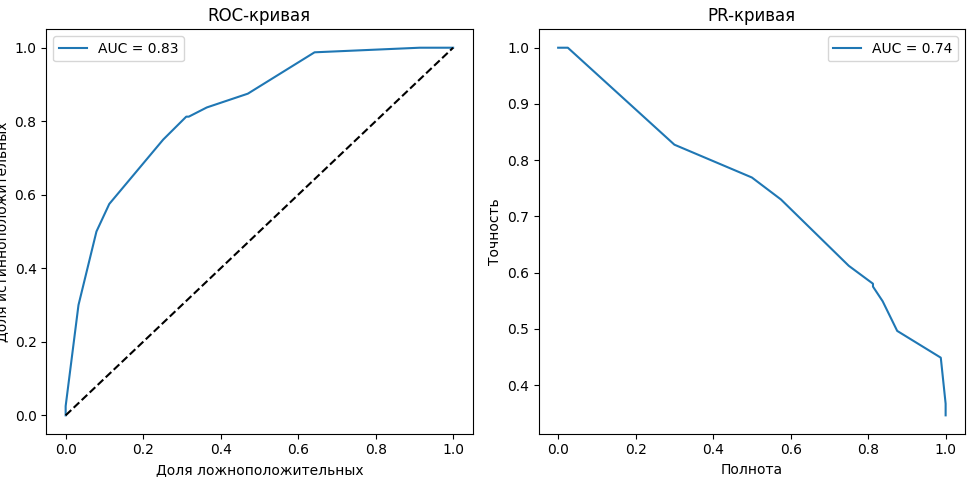 ROC-кривая
AUC = 0.83
1.0
0.8
0.6
0.4
0.2
0.0
Доля истинноположительных
0.0 0.2 0.4 0.6 0.8 1.0
Доля ложноположительных
PR-кривая
AUC = 0.74
1.0
0.9
0.8
0.7
0.6
0.5
0.4
Точность
0.0 0.2 0.4 0.6 0.8 1.0
Полнота